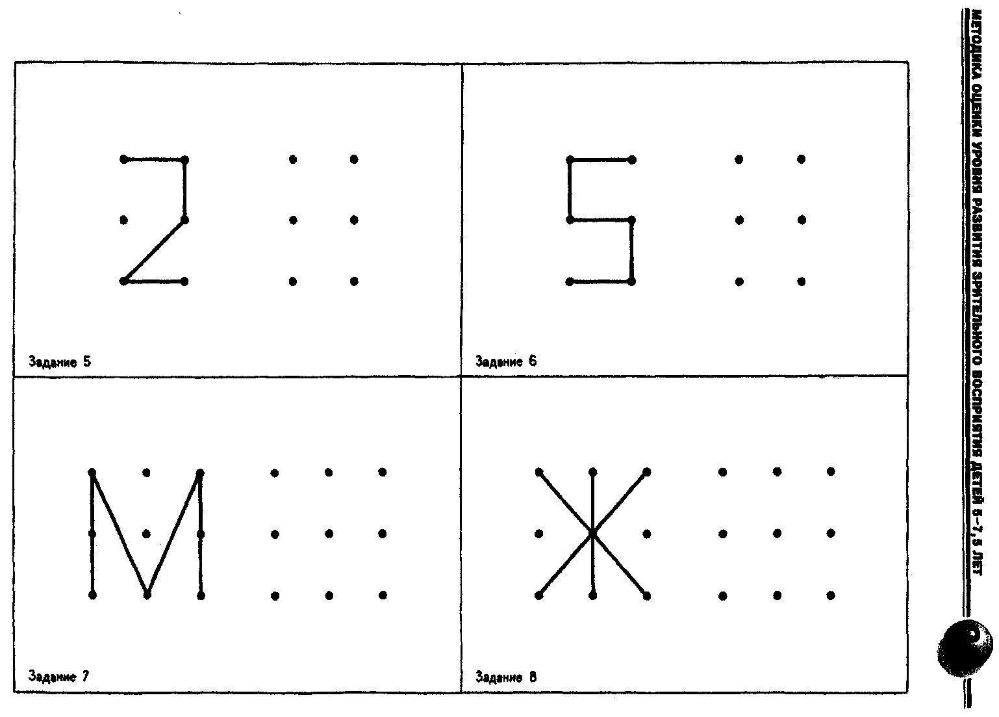 Задание 5
Задание 6
Задание 7
Задание 8
МЕТОДИКА ОЦЕНКИ УРОВНЯ РАЗВИТИЯ ЗРИТЕЛЬНОГО ВОСПРИЯТИЯ ДЕТЕЙ 5–7,5 ЛЕТ